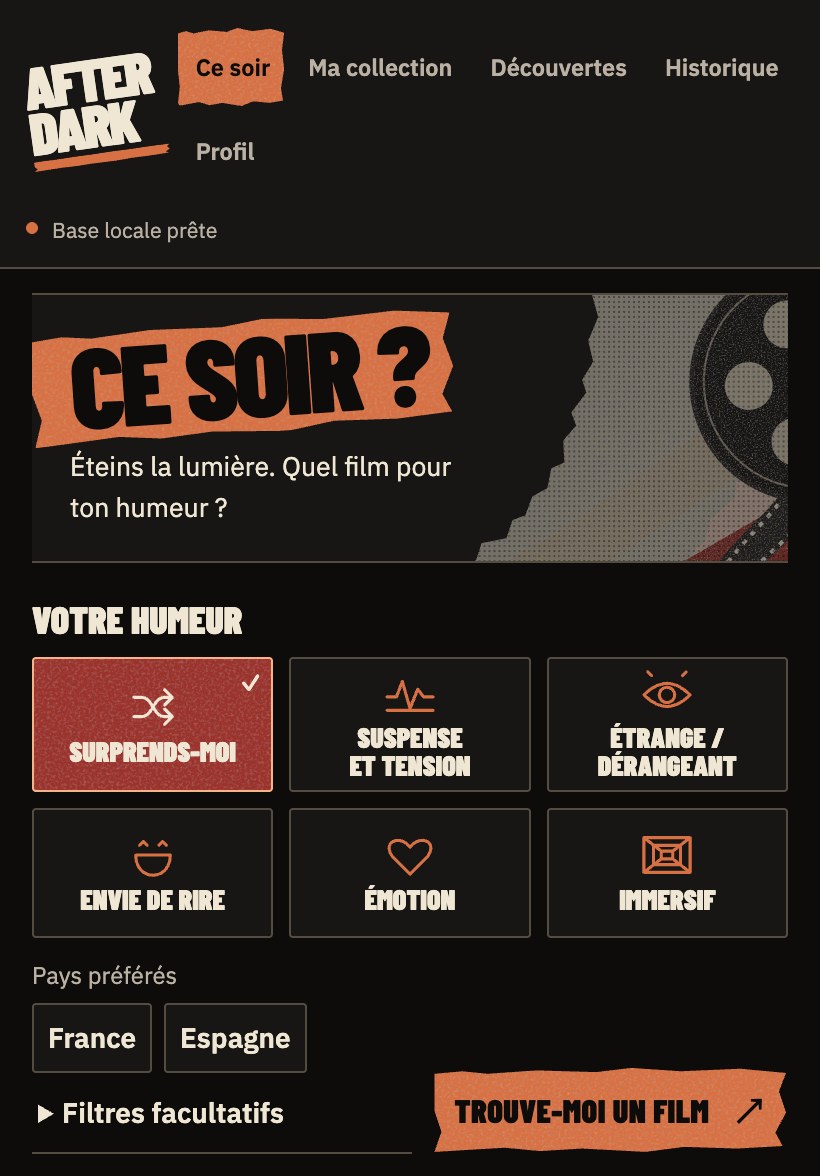 AFTER
DARK
Ce soir
Ma collection
Découvertes
Historique
Profil
Base locale prête
CE SOIR ?
Éteins la lumière. Quel film pour
ton humeur ?
VOTRE HUMEUR
SURPRENDS-MOI
SUSPENSE
ET TENSION
ÉTRANGE /
DÉRANGEANT
ENVIE DE RIRE
ÉMOTION
IMMERSIF
Pays préférés
France
Espagne
Filtres facultatifs
TROUVE-MOI UN FILM